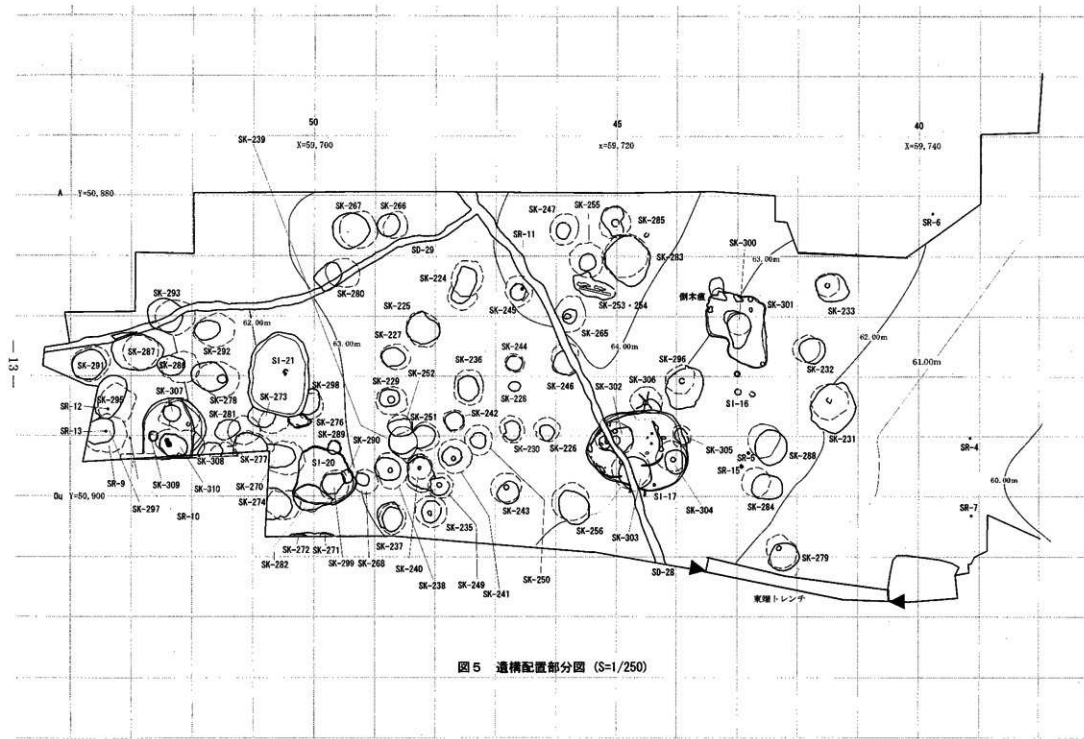 50
45
40
SK-239
X=59,700
x=59,720
X=59,740
A Y=50,880
SK-267
SK-266
SK-247
SK-255
SK-285
SR-6
SR-11
SD-29
SK-300
SK-224
SK-283
63.00m
SK-280
倒木痕
SK-301
SK-293
SK-225
SK-245
SK-253・254
SK-233
62.00m
SK-227
SK-265
SK-287
SK-292
63.00m
SK-244
64.00m
62.00m
SK-291
SK-286
SI-21
SK-252
SK-236
SK-296
61.00m
SK-307
SK-278
SK-298
SK-229
SK-246
SK-302
SK-306
SK-232
SK-295
SK-273
SK-228
SI-16
SR-12
SK-281
SK-276
SK-251
SK-242
SR-13
SK-289
SK-290
SK-230
SK-226
SK-305
SR-5
SK-231
SR-4
SK-308
SK-277
SI-20
SR-15
SK-288
SR-9
SK-309
SK-310
SK-270
SI-17
60.00m
Du Y=50,900
SK-297
SR-10
SK-274
SK-243
SK-304
SK-284
SK-235
SK-256
SK-303
SR-7
SK-272
SK-271
SK-237
SK-282
SK-299
SK-268
SK-240
SK-238
SK-249
SK-241
SK-250
SD-28
SK-279
東端トレンチ
図5 遺構配置部分図 (S=1/250)
— 13 —